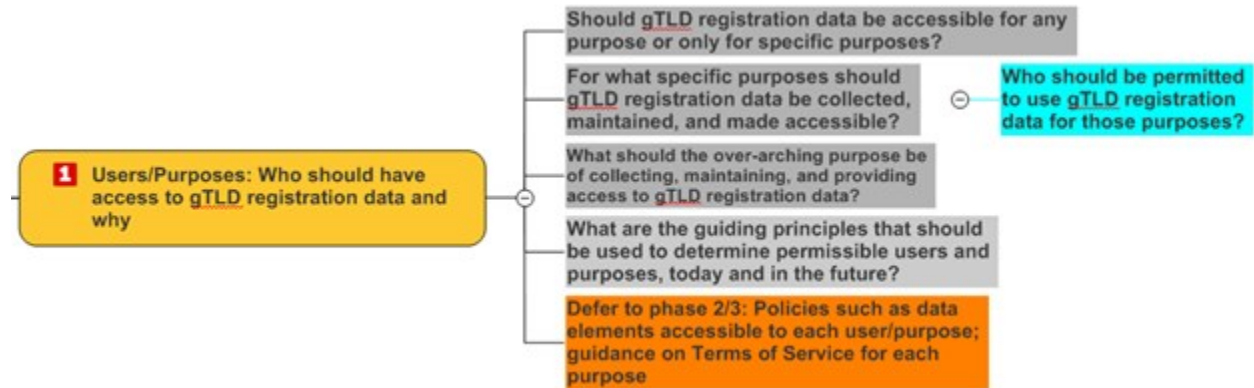 Should gTLD registration data be accessible for any
purpose or only for specific purposes?
For what specific purposes should
gTLD registration data be collected,
maintained, and made accessible?
Who should be permitted
to use gTLD registration
data for those purposes?
1 Users/Purposes: Who should have
access to gTLD registration data and
why
What should the over-arching purpose be
of collecting, maintaining, and providing
access to gTLD registration data?
What are the guiding principles that should
be used to determine permissible users and
purposes, today and in the future?
Defer to phase 2/3: Policies such as data
elements accessible to each user/purpose;
guidance on Terms of Service for each
purpose